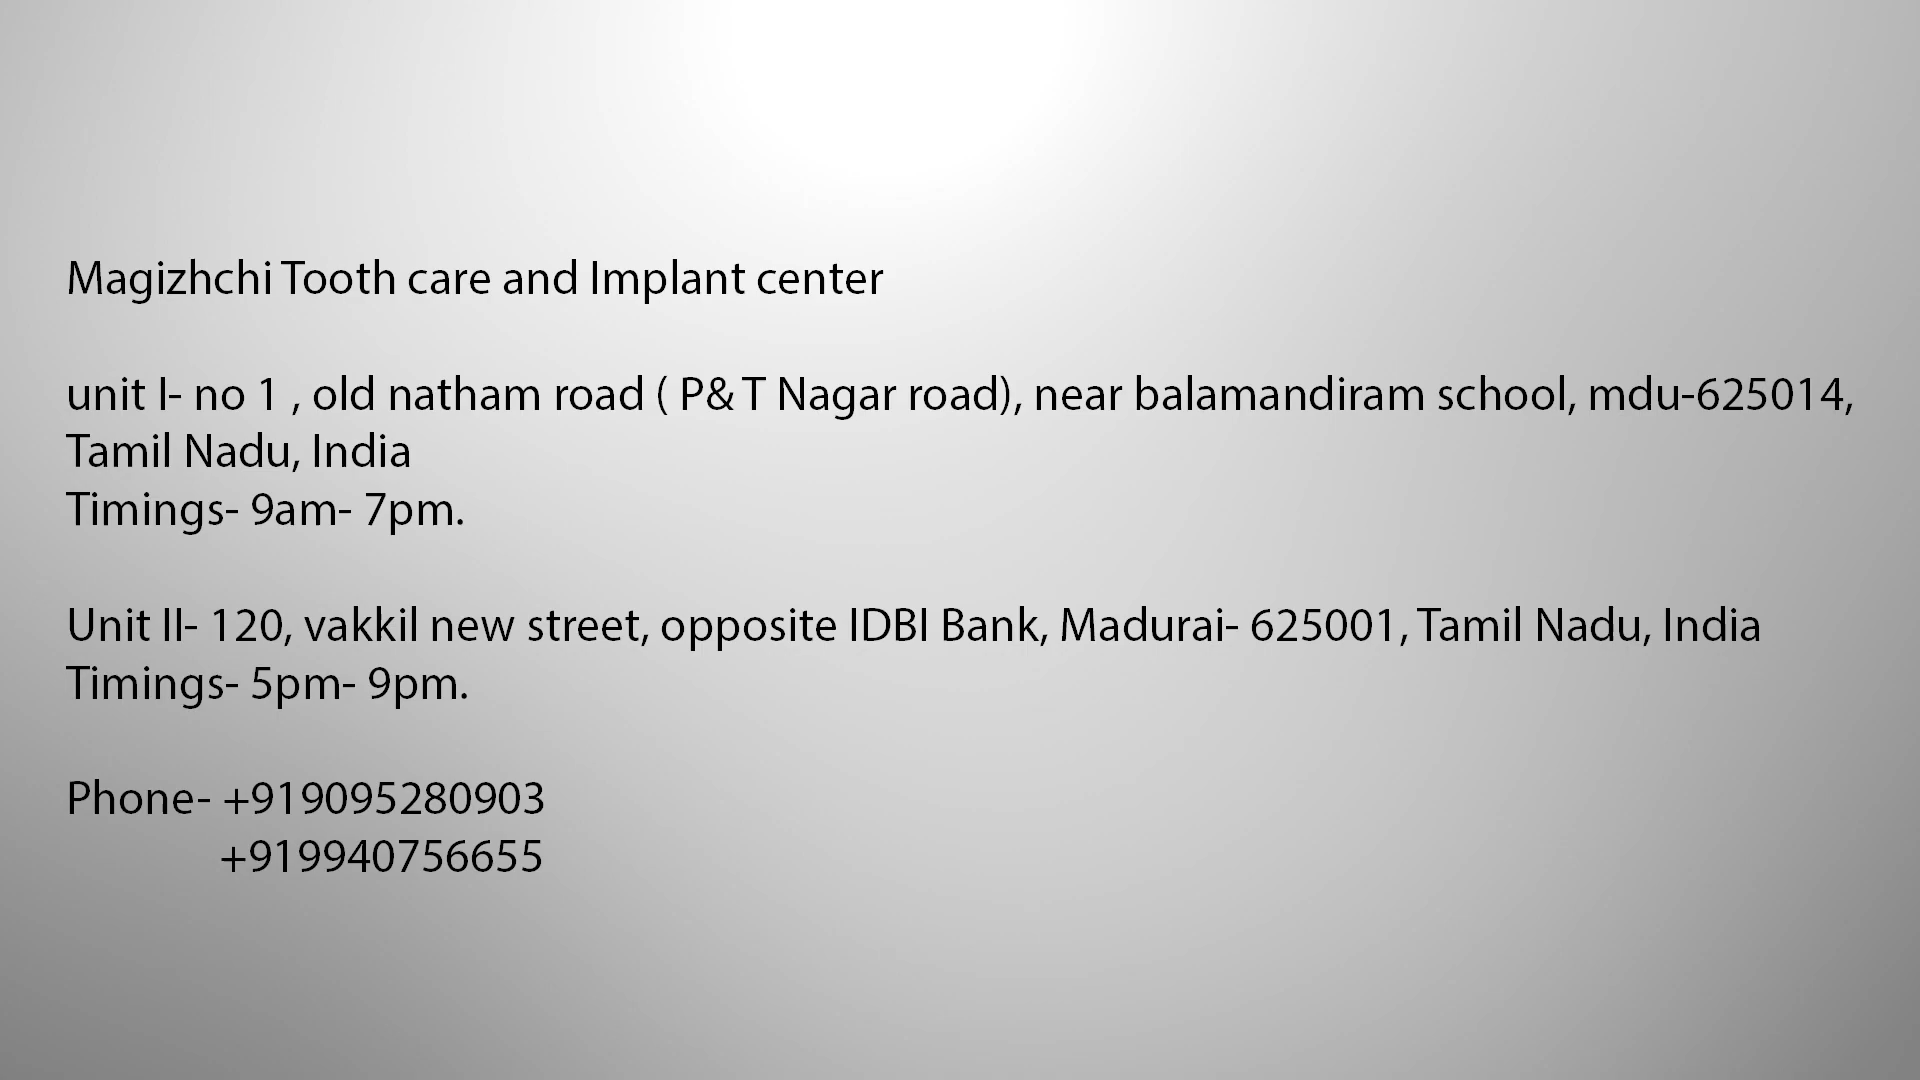 Magizhchi Tooth care and Implant center
unit I- no 1 , old natham road ( P& T Nagar road), near balamandiram school, mdu-625014,
Tamil Nadu, India
Timings- 9am- 7pm.
Unit II- 120, vakkil new street, opposite IDBI Bank, Madurai- 625001, Tamil Nadu, India
Timings- 5pm- 9pm.
Phone- +919095280903
+919940756655